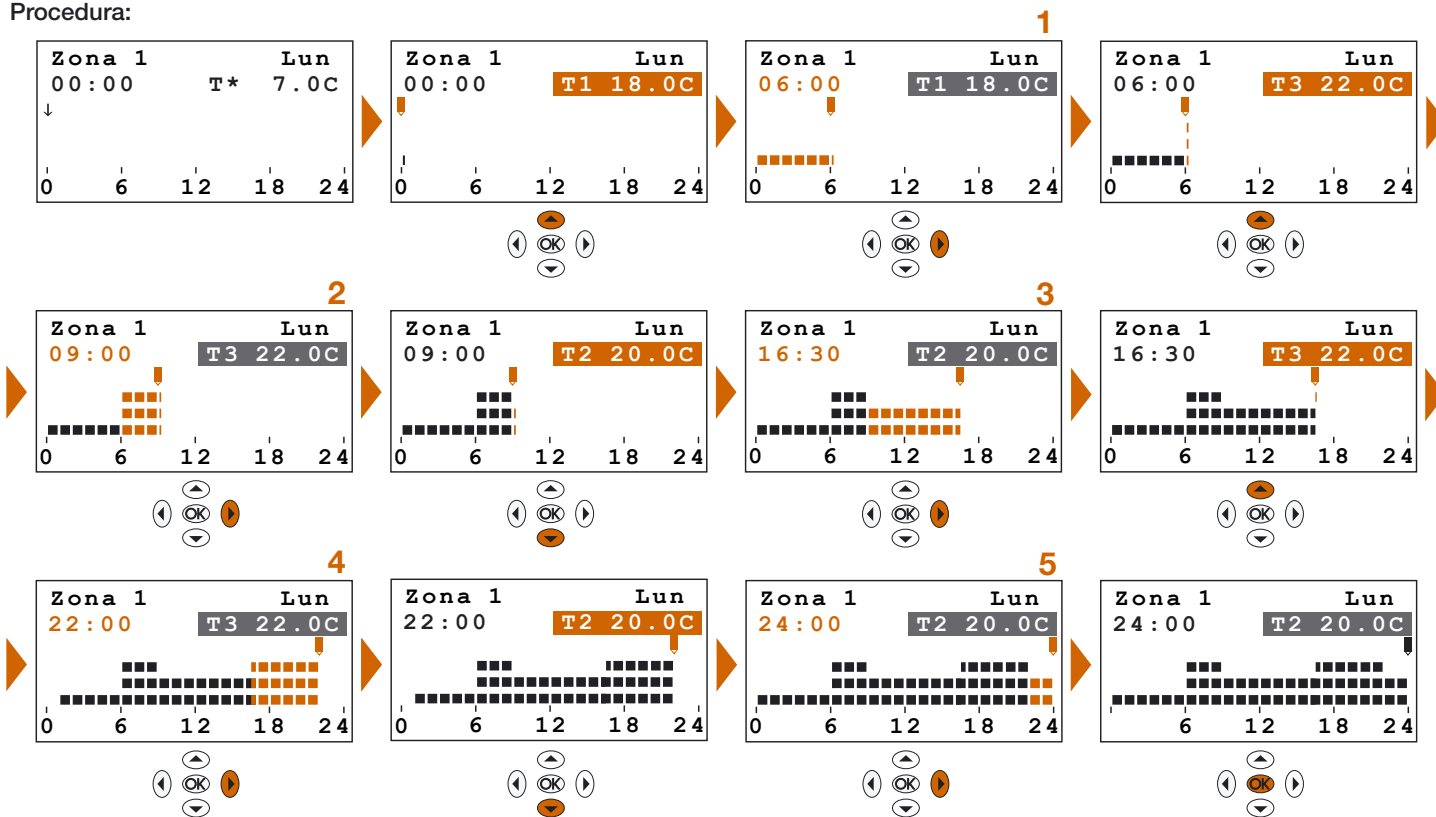 Procedura:
1
Zona 1 Lun
00:00 T* 7.0C
0 6 12 18 24
Zona 1 Lun
00:00 T1 18.0C
0 6 12 18 24
OK
Zona 1 Lun
06:00 T1 18.0C
0 6 12 18 24
OK
Zona 1 Lun
06:00 T3 22.0C
0 6 12 18 24
OK
2
Zona 1 Lun
09:00 T3 22.0C
0 6 12 18 24
OK
Zona 1 Lun
09:00 T2 20.0C
0 6 12 18 24
OK
3
Zona 1 Lun
16:30 T2 20.0C
0 6 12 18 24
OK
Zona 1 Lun
16:30 T3 22.0C
0 6 12 18 24
OK
4
Zona 1 Lun
22:00 T3 22.0C
0 6 12 18 24
OK
Zona 1 Lun
22:00 T2 20.0C
0 6 12 18 24
OK
5
Zona 1 Lun
24:00 T2 20.0C
0 6 12 18 24
OK
Zona 1 Lun
24:00 T2 20.0C
0 6 12 18 24
OK